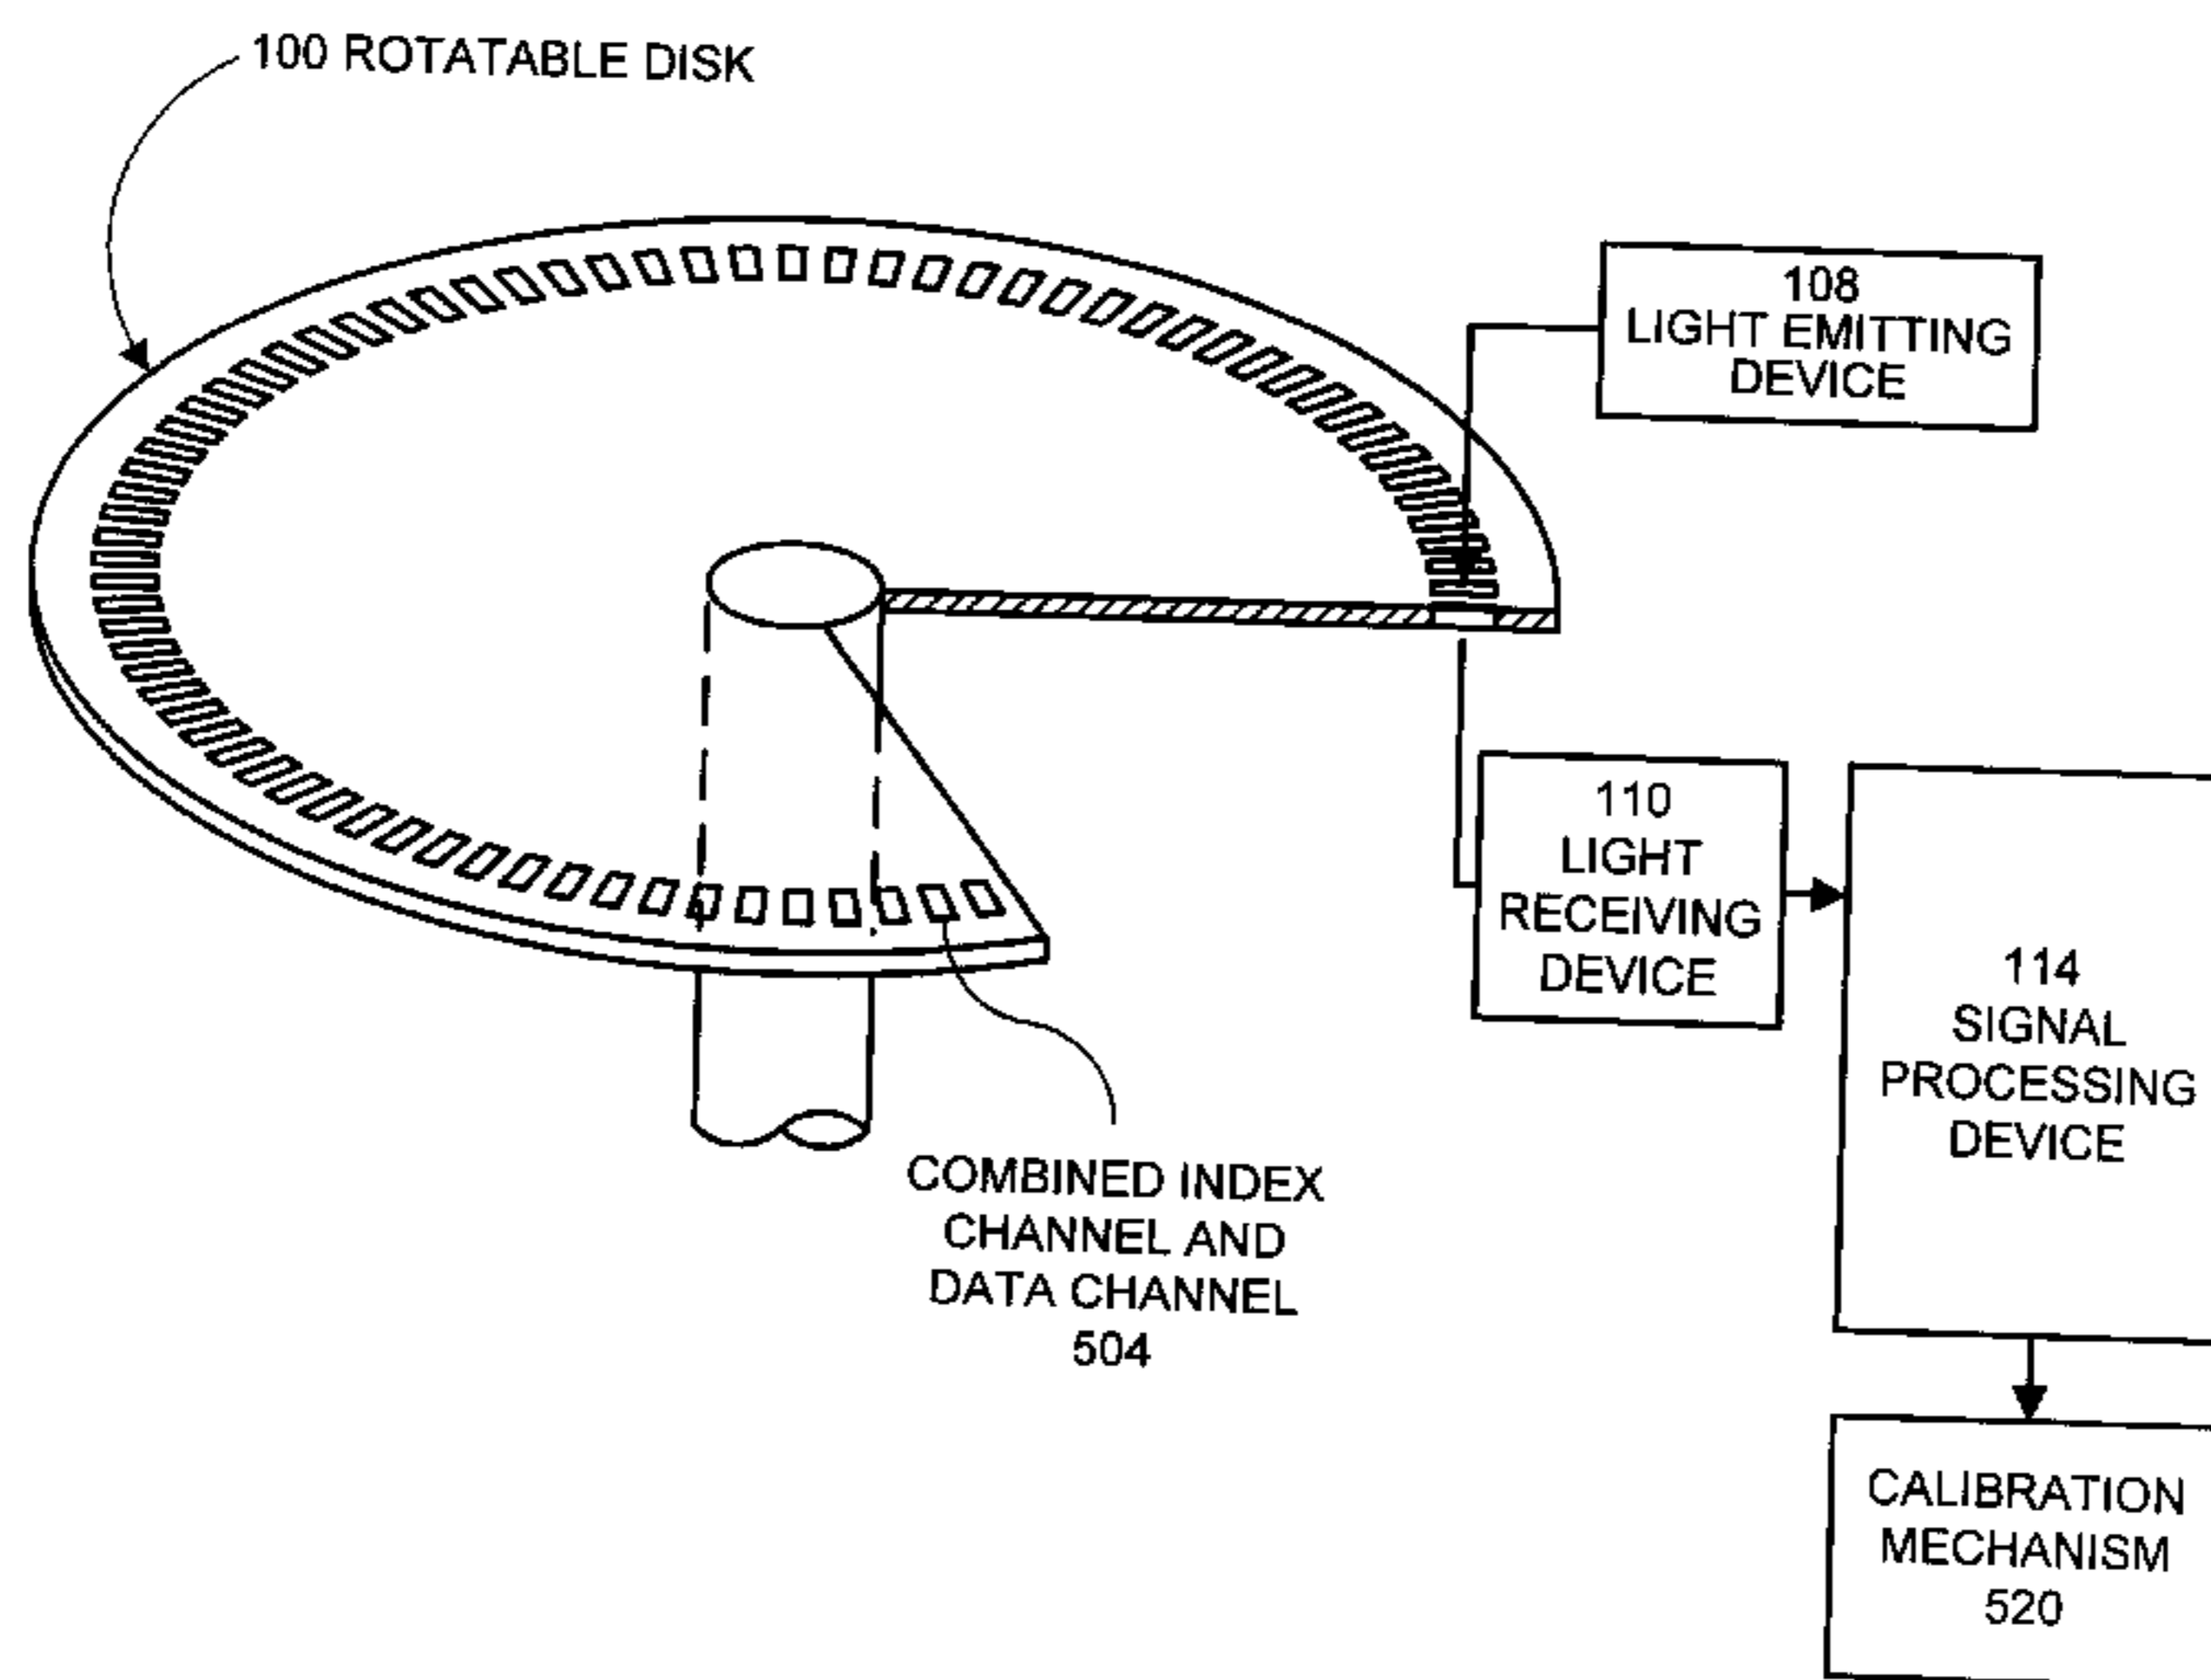 100 ROTATABLE DISK
108
LIGHT EMITTING
DEVICE
110
LIGHT
RECEIVING
DEVICE
114
SIGNAL
PROCESSING
DEVICE
COMBINED INDEX
CHANNEL AND
DATA CHANNEL
504
CALIBRATION
MECHANISM
520